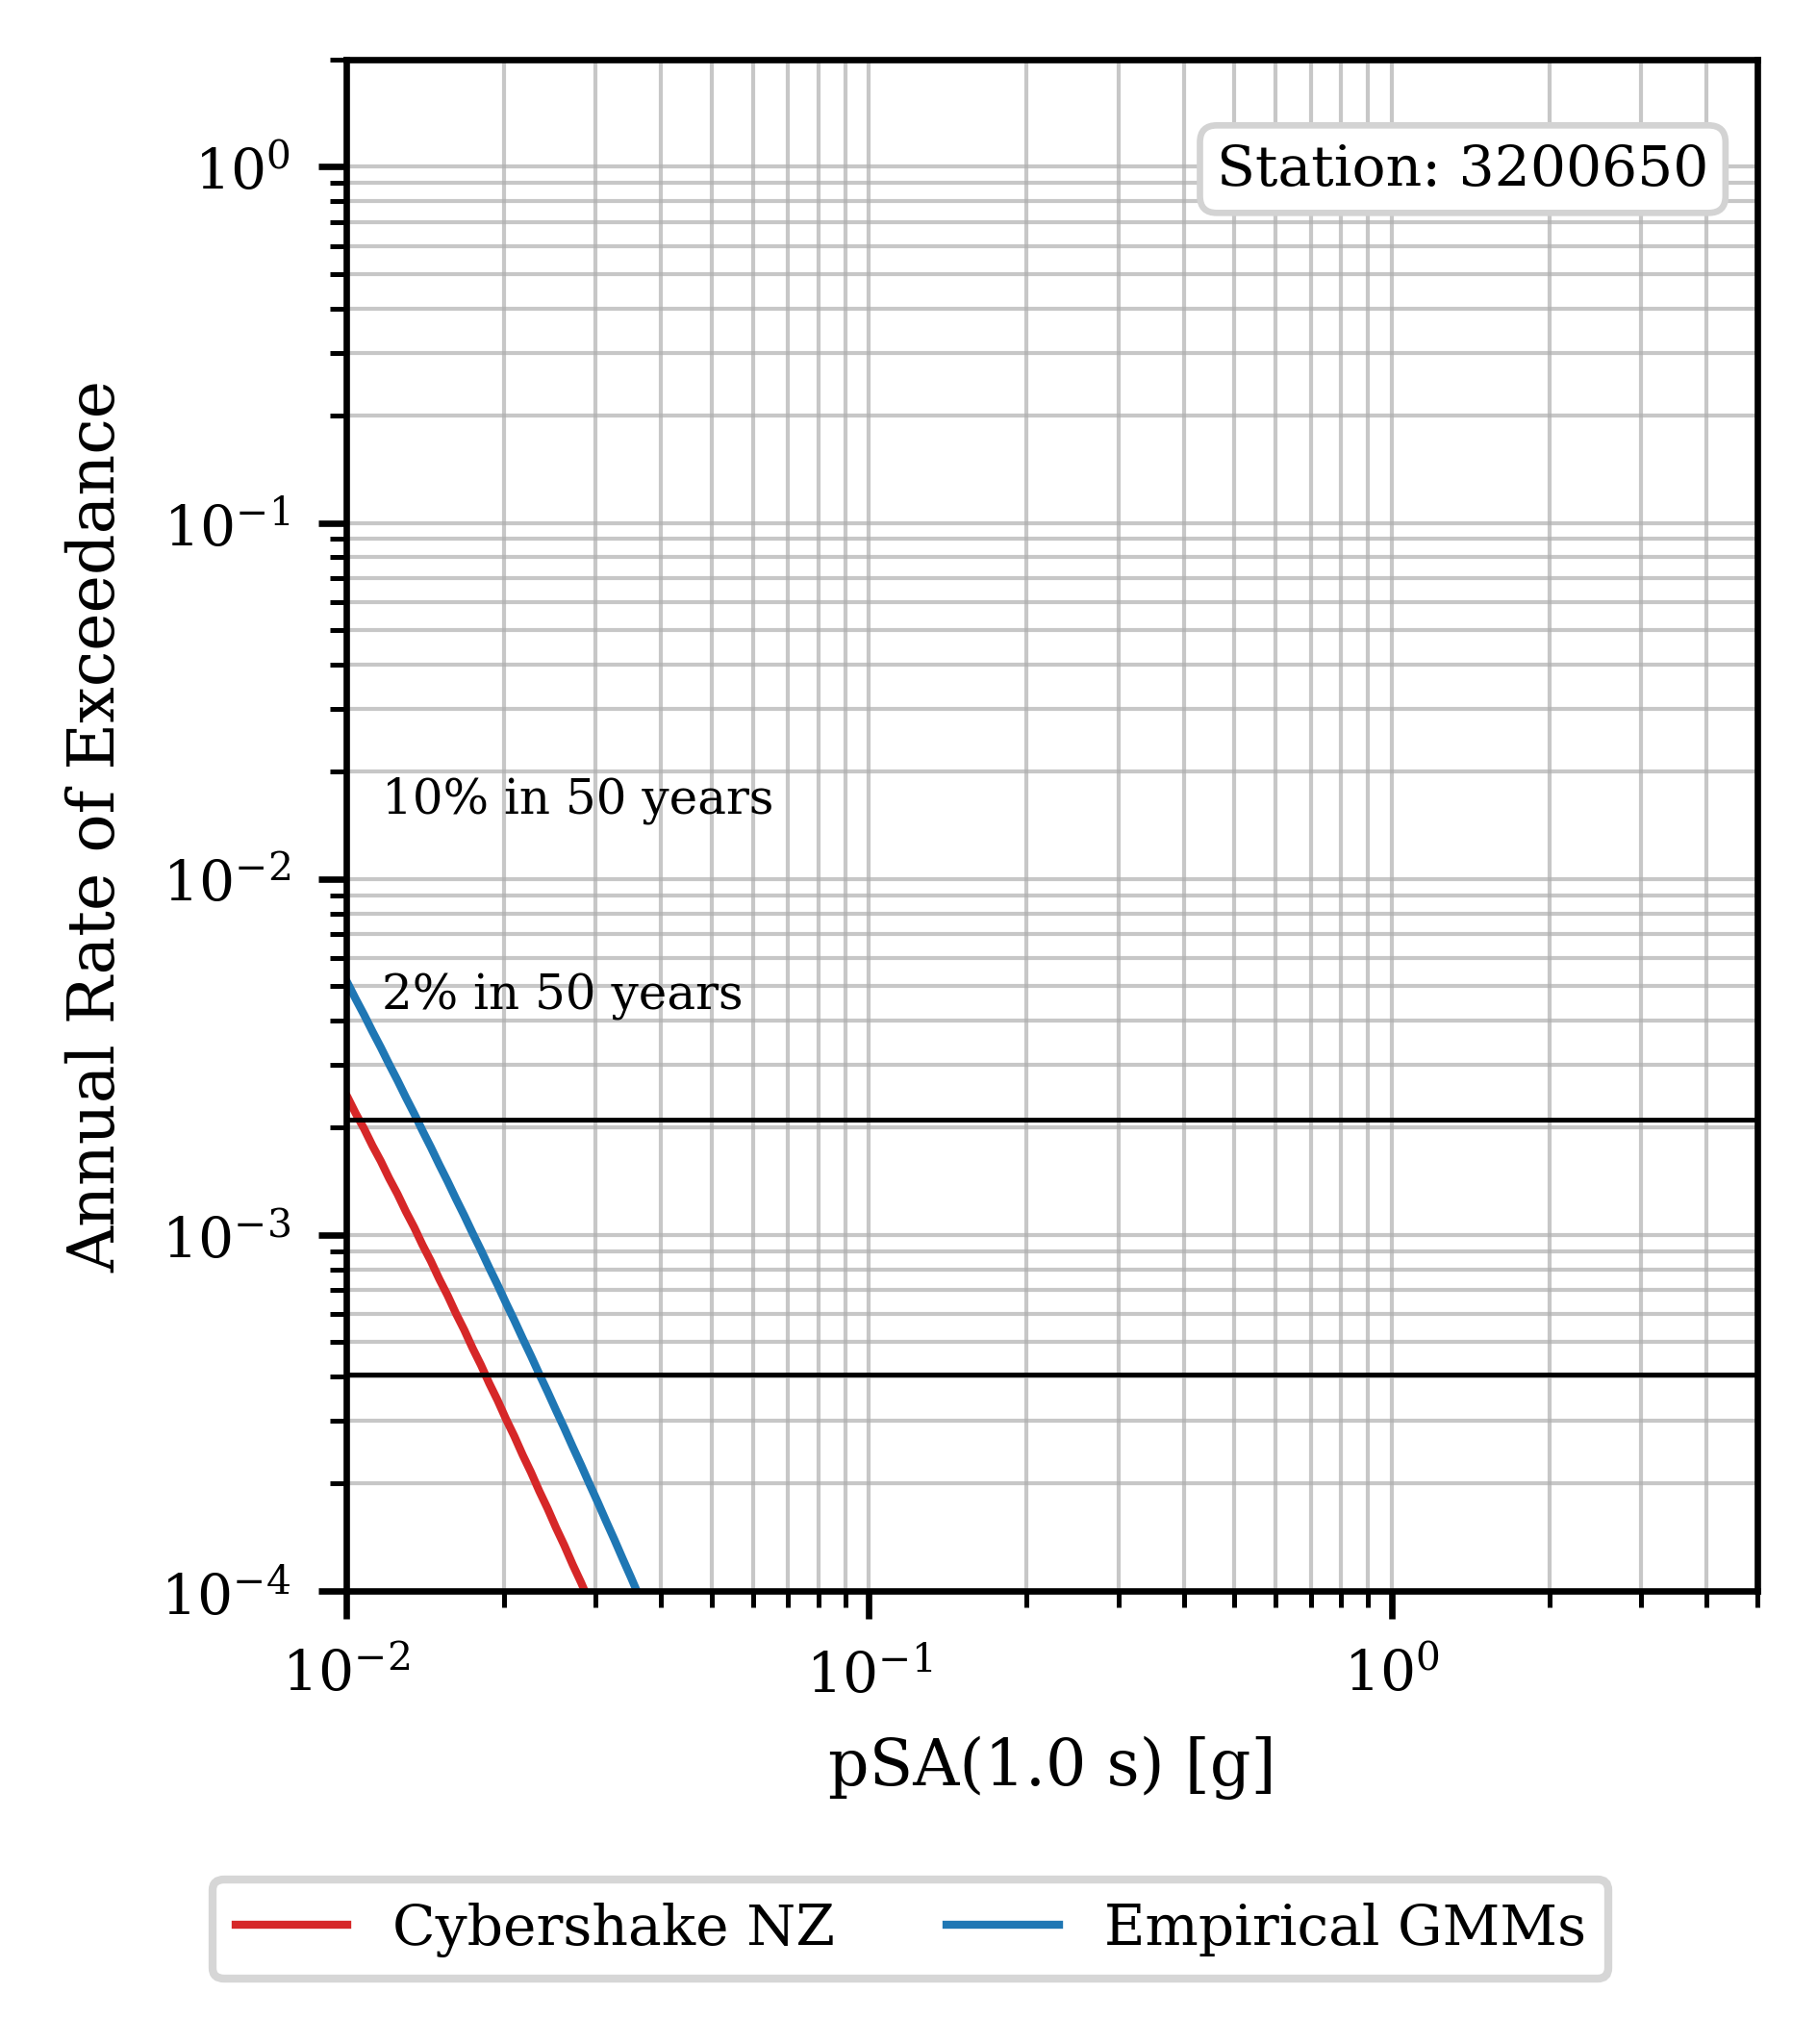 Station: 3200650
10⁰
10⁻¹
10⁻²
10⁻³
10⁻⁴
Annual Rate of Exceedance
10% in 50 years
2% in 50 years
10⁻²
10⁻¹
10⁰
pSA(1.0 s) [g]
Cybershake NZ
Empirical GMMs